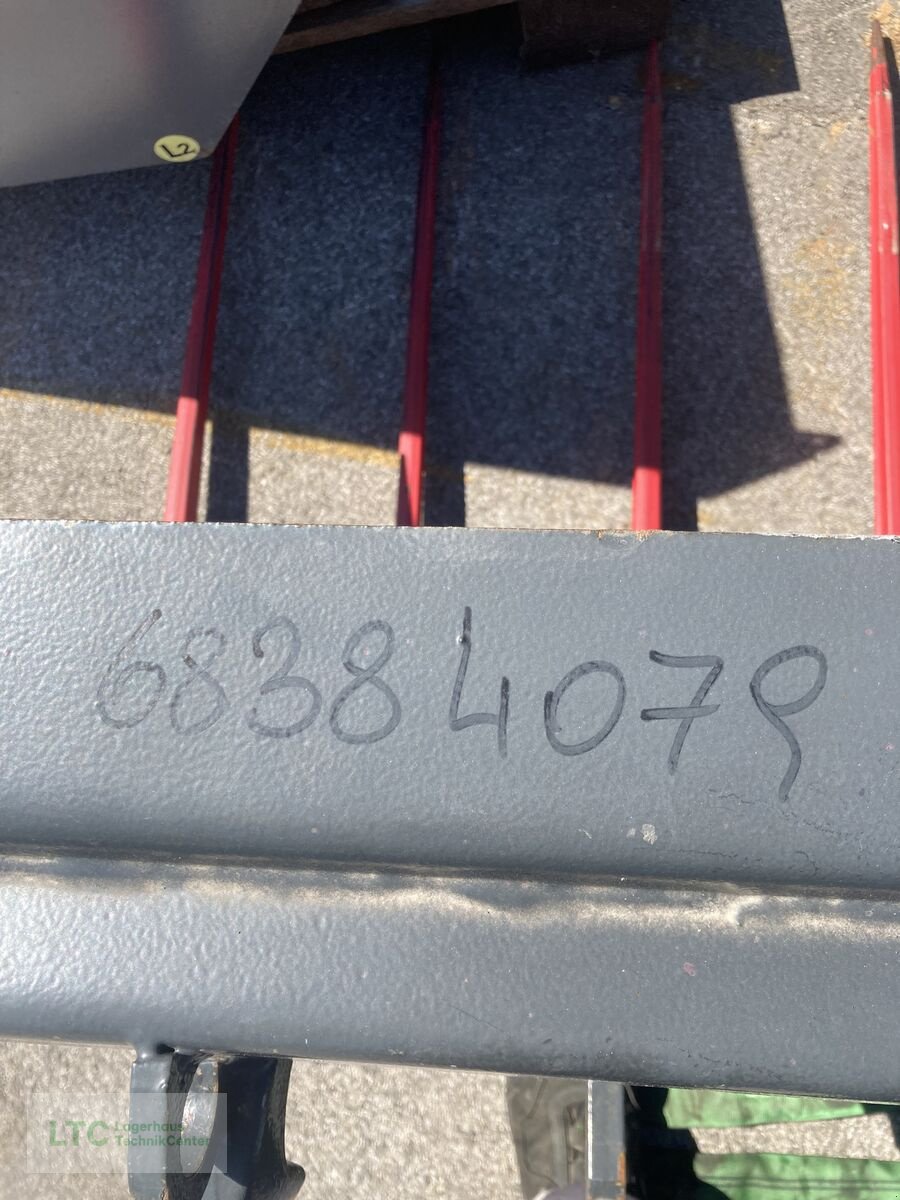 L2
68384079
LTC Lagerhaus
TechnikCenter